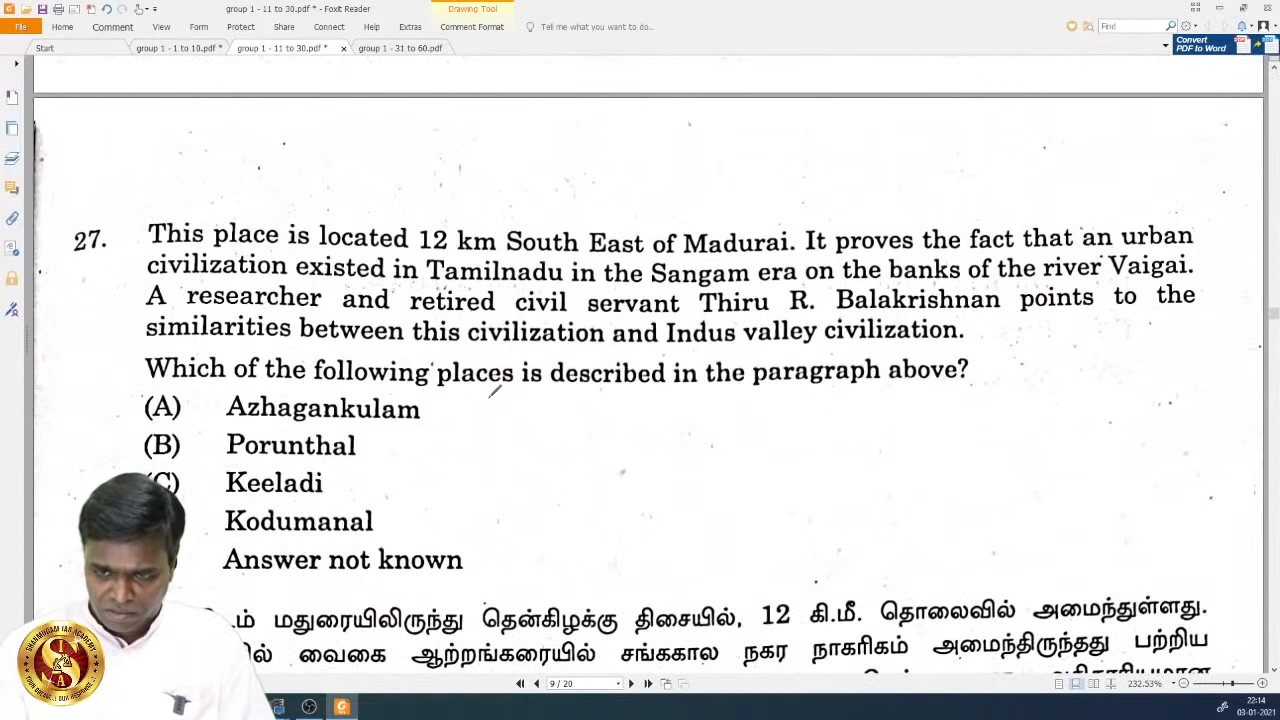 group 1 - 11 to 30.pdf * - Foxit Reader
Drawing Tool
File Home Comment View Form Protect Share Connect Help Extras Comment Format Tell me what you want to do..
Find
Start group 1 - 1 to 10.pdf * group 1 - 11 to 30.pdf * group 1 - 31 to 60.pdf
Convert
PDF to Word
27. This place is located 12 km South East of Madurai. It proves the fact that an urban
civilization existed in Tamilnadu in the Sangam era on the banks of the river Vaigai.
A researcher and retired civil servant Thiru R. Balakrishnan points to the
similarities between this civilization and Indus valley civilization.
Which of the following places is described in the paragraph above?
(A) Azhagankulam
(B) Porunthal
(C) Keeladi
Kodumanal
Answer not known
மதுரையிலிருந்து தென்கிழக்கு திசையில், 12 கி.மீ. தொலைவில் அமைந்துள்ளது.
வைகை ஆற்றங்கரையில் சங்ககால நகர நாகரிகம் அமைந்திருந்தது பற்றிய
SHANMUGAM IAS ACADEMY
S
I A
9 / 20
232.53%
22:14
03-01-2021